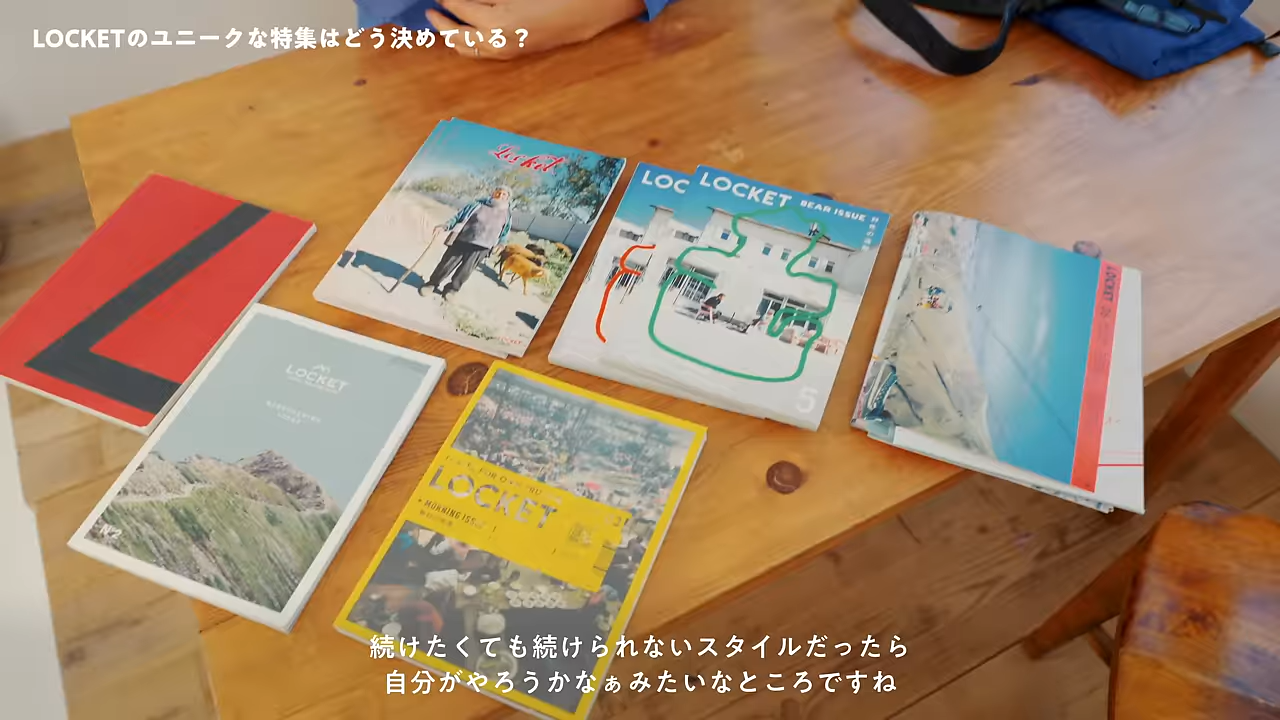 LOCKETのユニークな特集はどう決めている？
Locket
LOC
LOCKET BEAR ISSUE
5
LOCKET
LOCKET
LOCKET
MORNING ISSUE
Nº2
続けたくても続けられないスタイルだったら
自分がやろうかなぁみたいなところですね